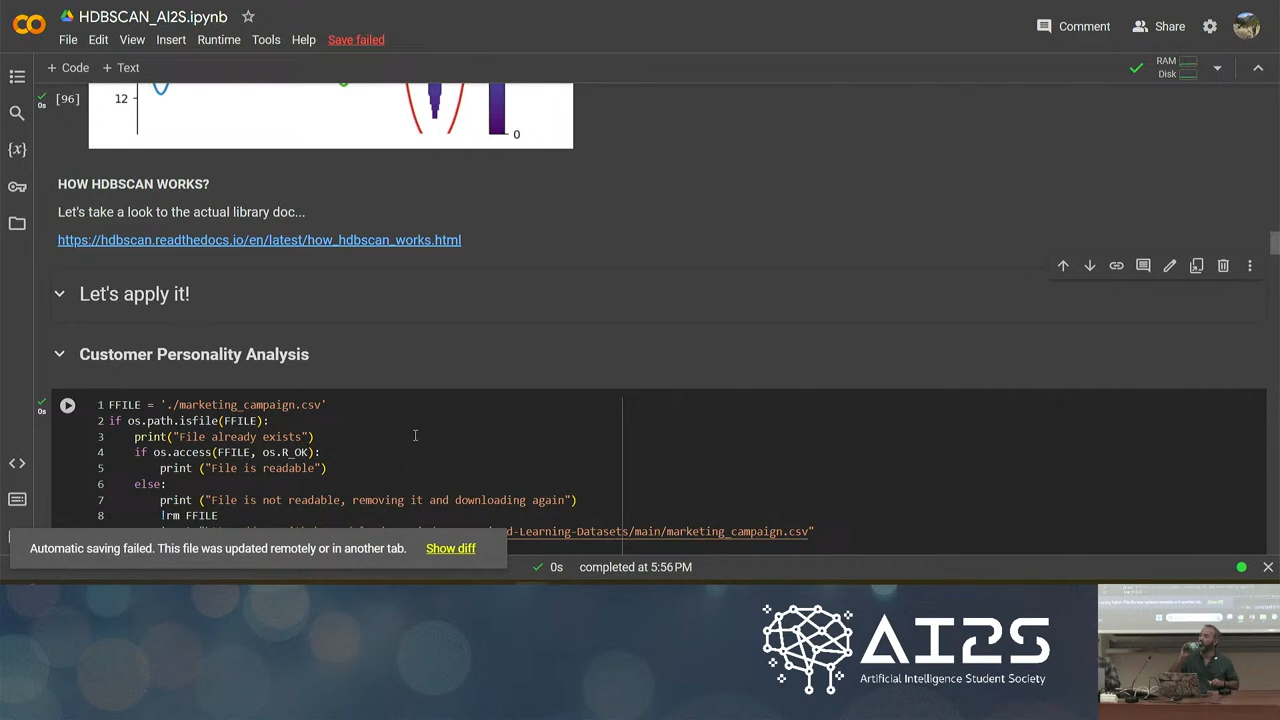 HDBSCAN_AI2S.ipynb
File Edit View Insert Runtime Tools Help Save failed
Comment Share
+ Code + Text
RAM
Disk
[96]
0s
12
0
HOW HDBSCAN WORKS?
Let's take a look to the actual library doc...
https://hdbscan.readthedocs.io/en/latest/how_hdbscan_works.html
Let's apply it!
Customer Personality Analysis
0s
1 FFILE = './marketing_campaign.csv'
2 if os.path.isfile(FFILE):
3 print("File already exists")
4 if os.access(FFILE, os.R_OK):
5 print ("File is readable")
6 else:
7 print ("File is not readable, removing it and downloading again")
8 !rm FFILE
d-Learning-Datasets/main/marketing_campaign.csv"
Automatic saving failed. This file was updated remotely or in another tab. Show diff
0s completed at 5:56 PM
AI2S
Artificial Intelligence Student Society